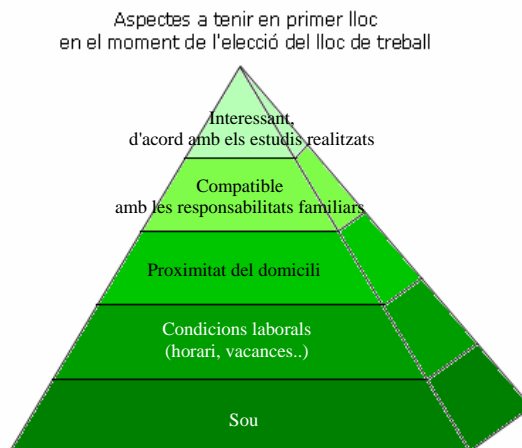 Aspectes a tenir en primer lloc
en el moment de l'elecció del lloc de treball
Interessant,
d'acord amb els estudis realitzats
Compatible
amb les responsabilitats familiars
Proximitat del domicili
Condicions laborals
(horari, vacances..)
Sou